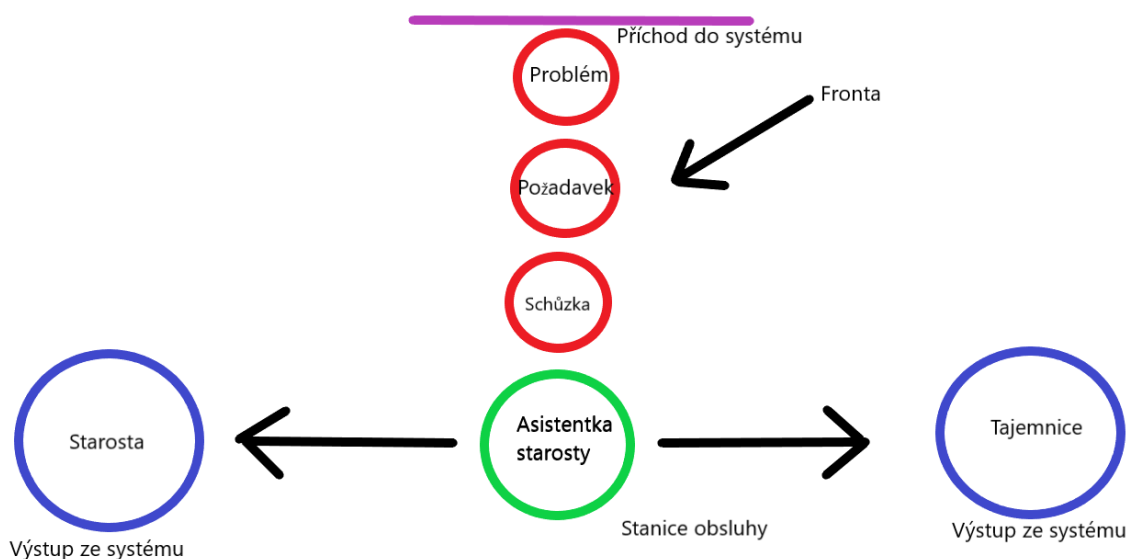 Příchod do systému
Problém
Fronta
Požadavek
Schůzka
Starosta
Asistentka
starosty
Tajemnice
Stanice obsluhy
Výstup ze systému
Výstup ze systému